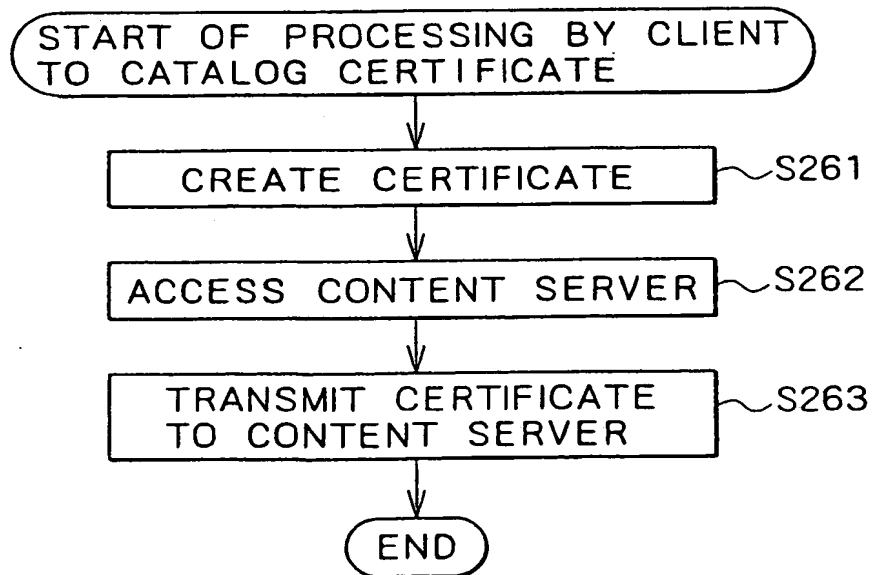 START OF PROCESSING BY CLIENT
TO CATALOG CERTIFICATE
CREATE CERTIFICATE
S261
ACCESS CONTENT SERVER
S262
TRANSMIT CERTIFICATE
TO CONTENT SERVER
S263
END